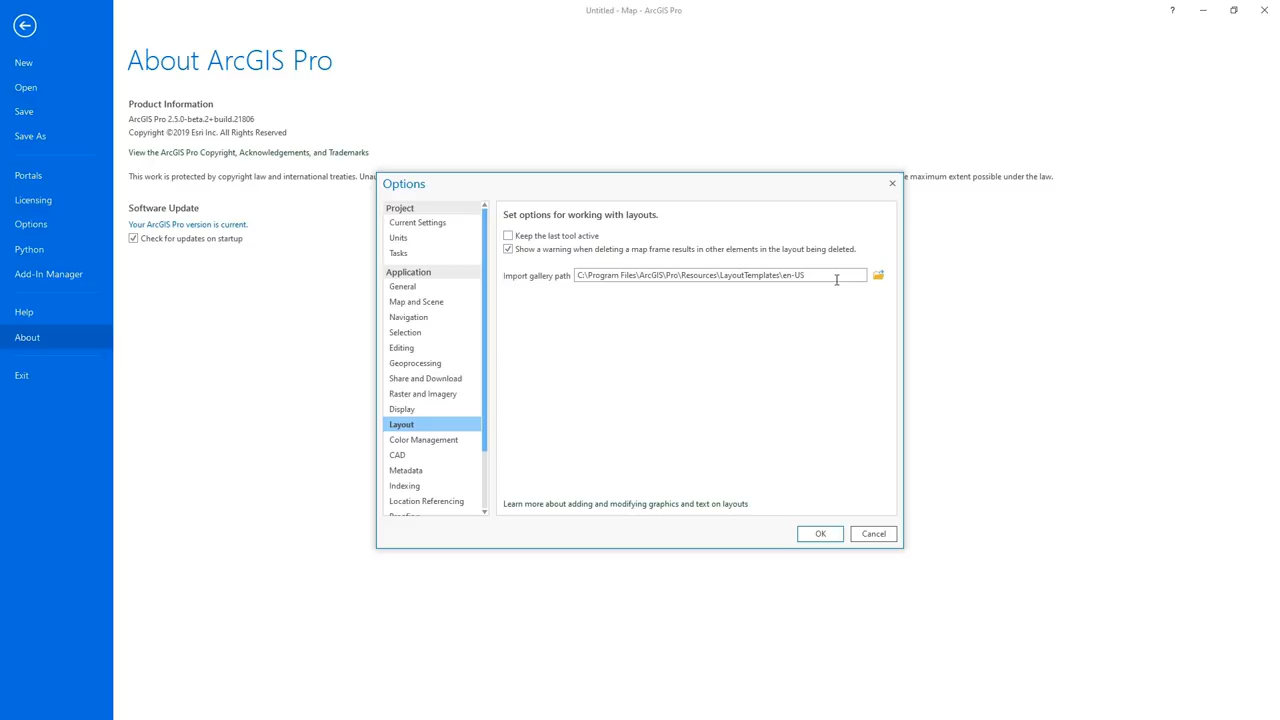 Untitled - Map - ArcGIS Pro
?
New
Open
Save
Save As
Portals
Licensing
Options
Python
Add-In Manager
Help
About
Exit
About ArcGIS Pro
Product Information
ArcGIS Pro 2.5.0-beta.2+build.21806
Copyright ©2019 Esri Inc. All Rights Reserved
View the ArcGIS Pro Copyright, Acknowledgements, and Trademarks
This work is protected by copyright law and international treaties. Unau
e maximum extent possible under the law.
Software Update
Your ArcGIS Pro version is current.
Check for updates on startup
Options
Project
Current Settings
Units
Tasks
Application
General
Map and Scene
Navigation
Selection
Editing
Geoprocessing
Share and Download
Raster and Imagery
Display
Layout
Color Management
CAD
Metadata
Indexing
Location Referencing
Set options for working with layouts.
Keep the last tool active
Show a warning when deleting a map frame results in other elements in the layout being deleted.
Import gallery path C:\Program Files\ArcGIS\Pro\Resources\LayoutTemplates\en-US
Learn more about adding and modifying graphics and text on layouts
OK Cancel